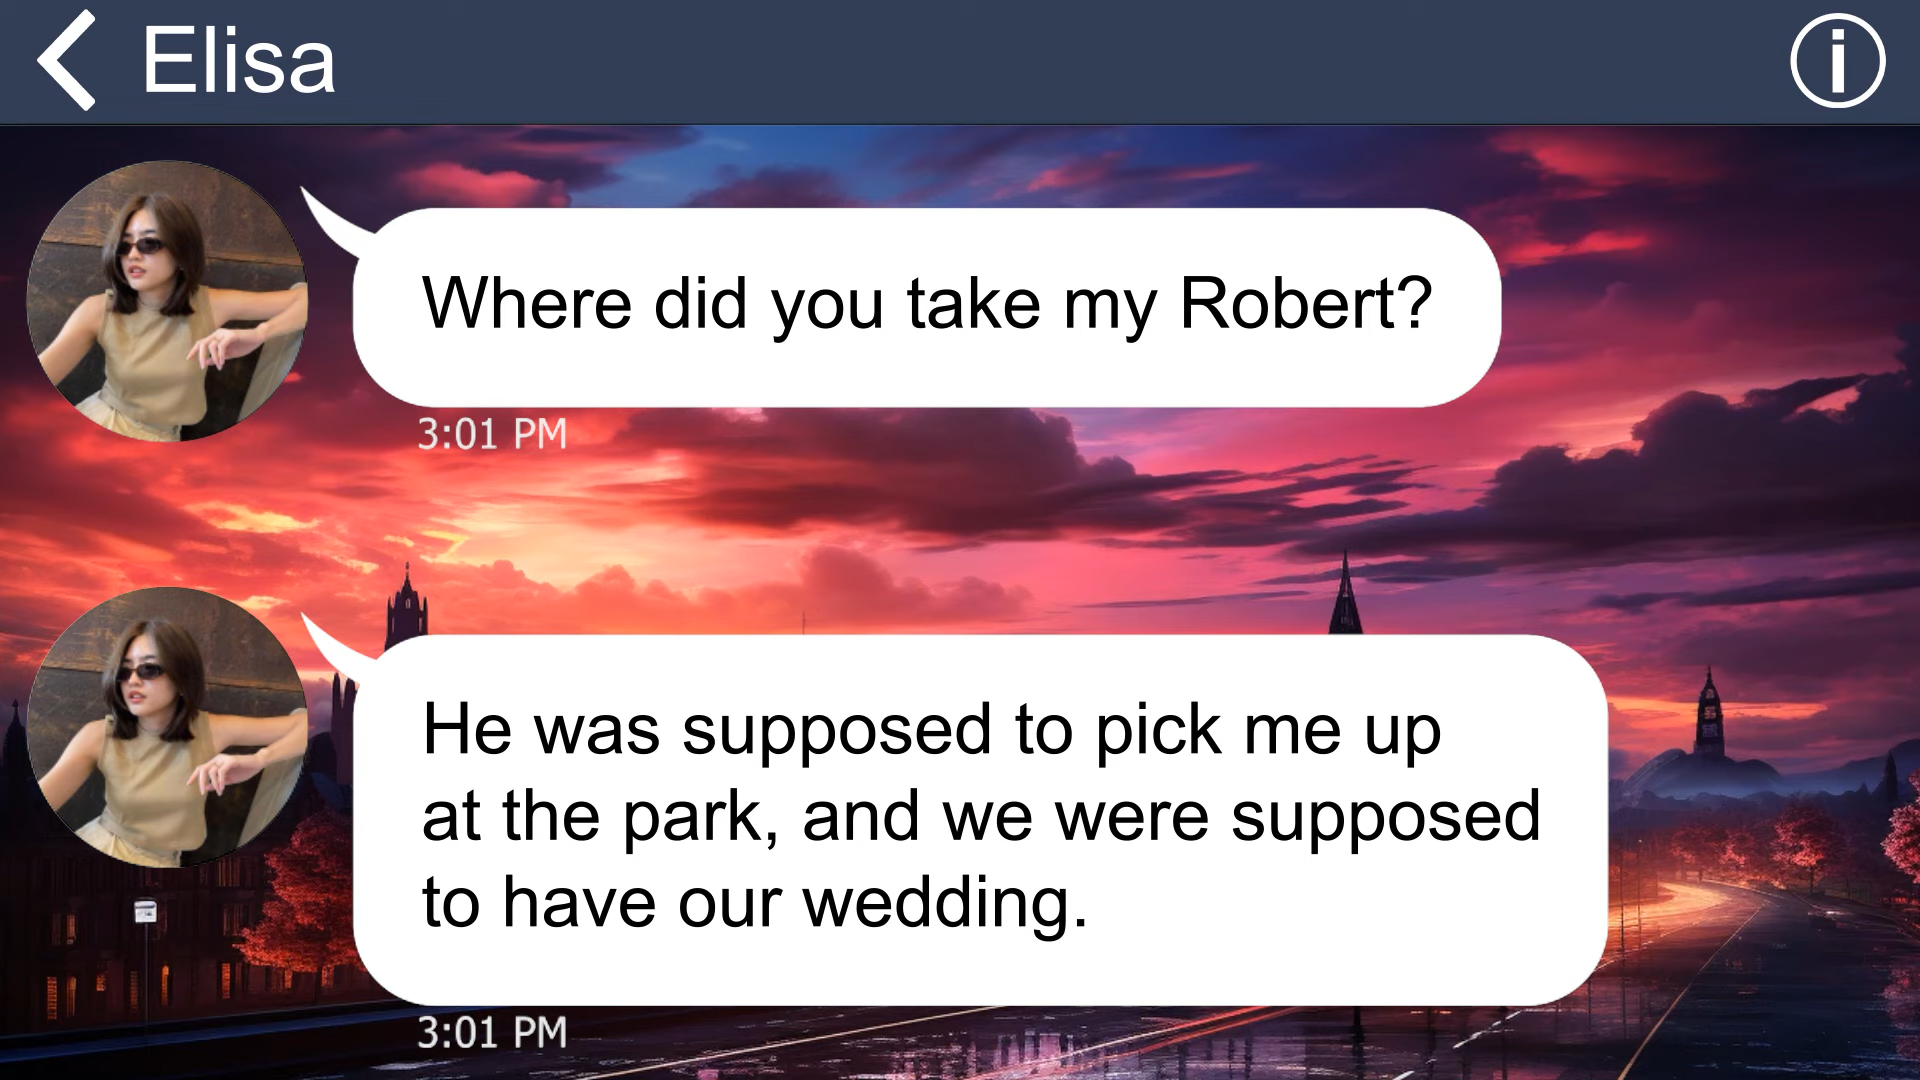 Elisa
Where did you take my Robert?
3:01 PM
He was supposed to pick me up
at the park, and we were supposed
to have our wedding.
3:01 PM